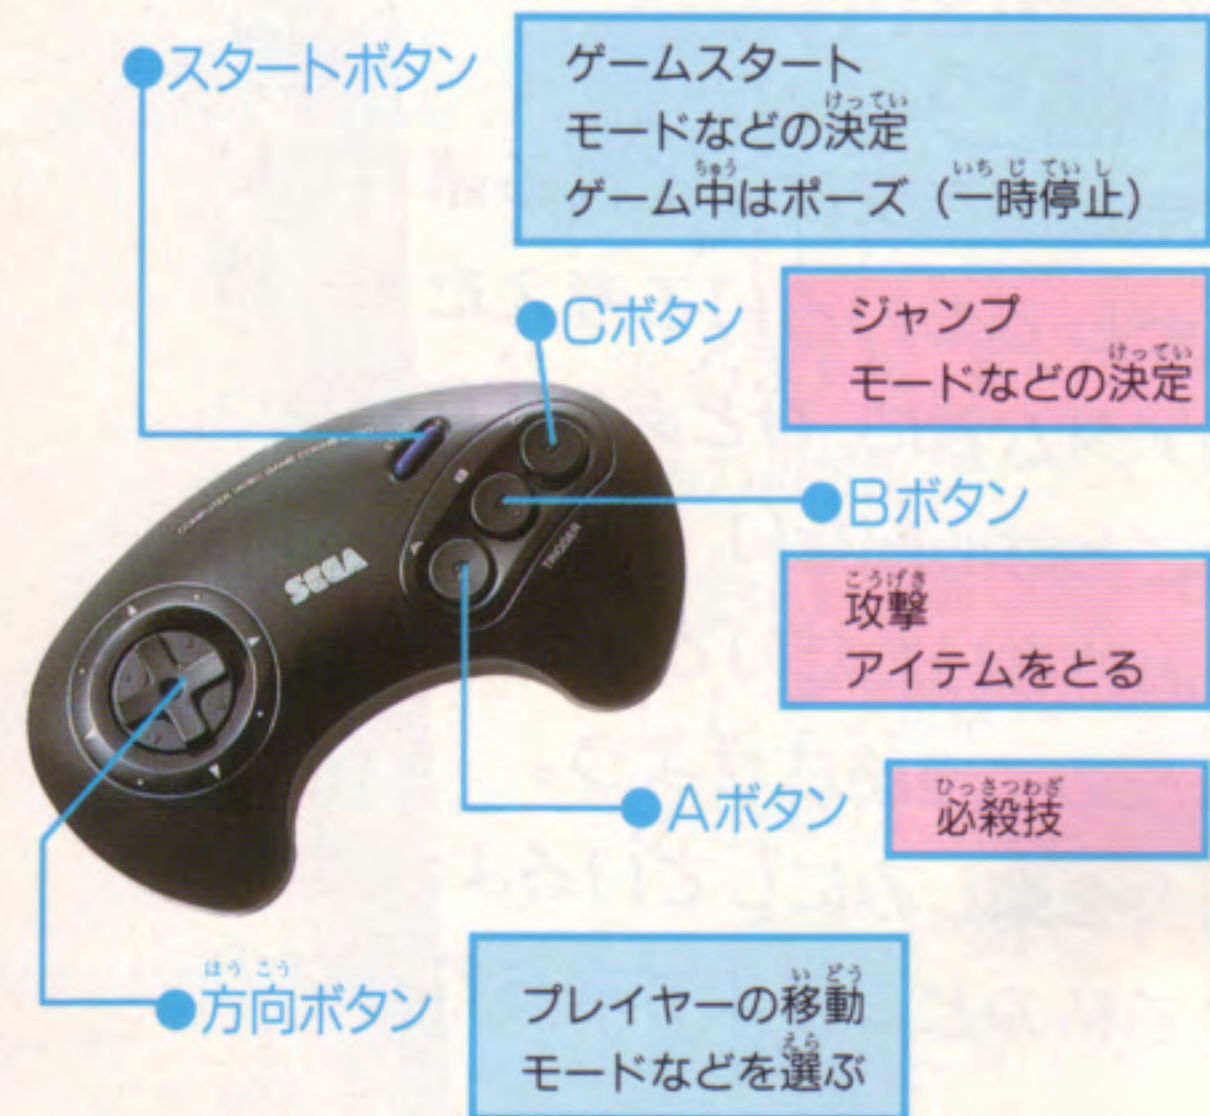 ●スタートボタン
ゲームスタート
モードなどの決定
ゲーム中はポーズ（一時停止）
●Cボタン
ジャンプ
モードなどの決定
●Bボタン
攻撃
アイテムをとる
●Aボタン
必殺技
●方向ボタン
プレイヤーの移動
モードなどを選ぶ
SEGA
TRIGGER
A
B